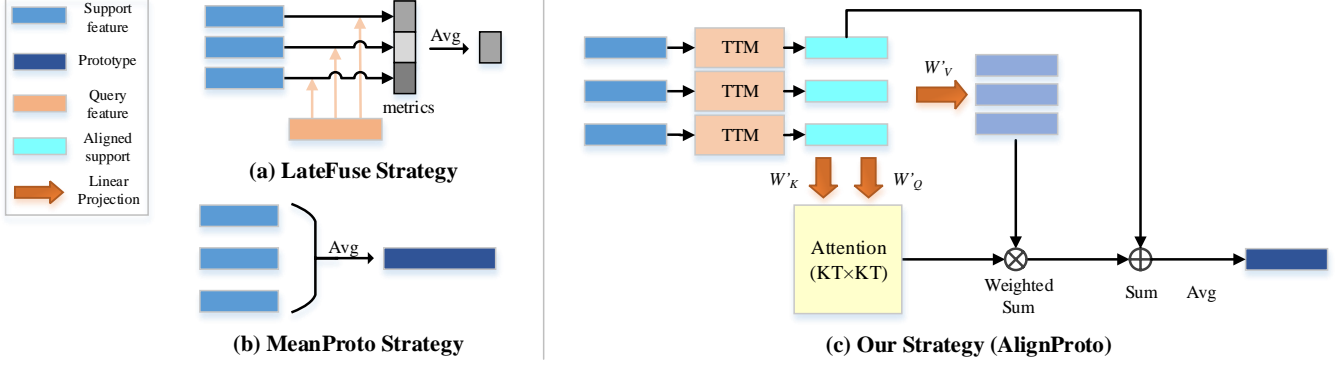 Support
feature
Prototype
Query
feature
Aligned
support
Linear
Projection
Avg
metrics
(a) LateFuse Strategy
Avg
(b) MeanProto Strategy
TTM
TTM
TTM
W'V
W'K
W'Q
Attention
(KT×KT)
Weighted
Sum
Sum
Avg
(c) Our Strategy (AlignProto)